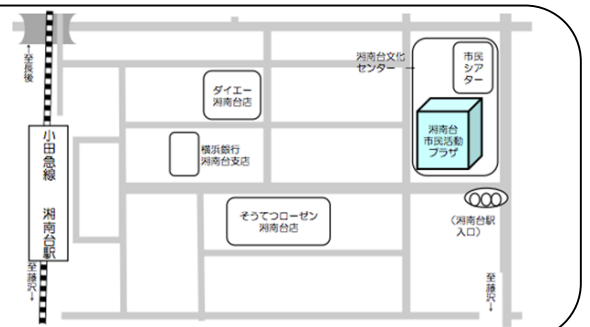 ←至長後
小田急線　湘南台駅
至藤沢→
ダイエー
湘南台店
横浜銀行
湘南台支店
そうてつローゼン
湘南台店
湘南台文化
センター
市民
シア
ター
湘南台
市民活動
プラザ
（湘南台駅
入口）
至藤沢→